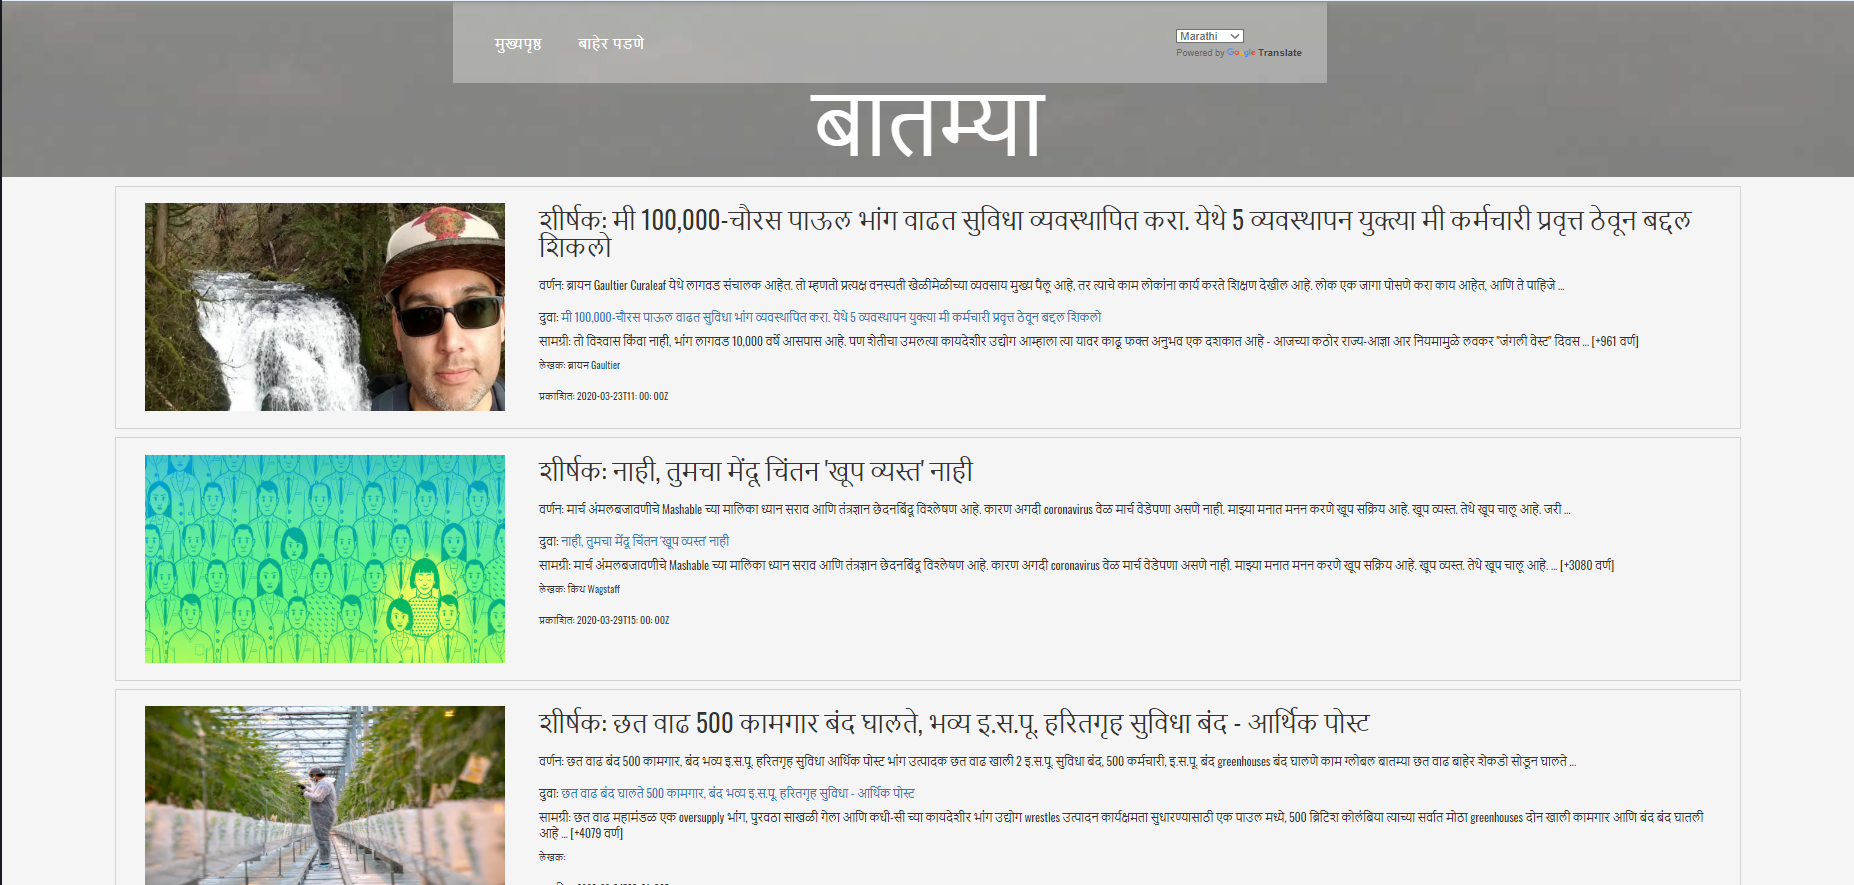 मुख्यपृष्ठ बाहेर पडणे
Marathi
Powered by Google Translate
बातम्या
शीर्षक: मी 100,000-चौरस पाऊल भांग वाढत सुविधा व्यवस्थापित करा. येथे 5 व्यवस्थापन युक्त्या मी कर्मचारी प्रवृत्त ठेवून बद्दल
शिकलो
वर्णन: ब्रायन Gaultier Curaleaf येथे लागवड संचालक आहेत. तो म्हणतो प्रत्यक्ष वनस्पती खेळीमेळीच्या व्यवसाय मुख्य पैलू आहे, तर त्याचे काम लोकांना कार्य करते शिक्षण देखील आहे. लोक एक जागा पोसणे करा काय आहेत, आणि ते पाहिजे ...
दुवा: मी 100,000-चौरस पाऊल वाढत सुविधा भांग व्यवस्थापित करा. येथे 5 व्यवस्थापन युक्त्या मी कर्मचारी प्रवृत्त ठेवून बद्दल शिकलो
सामग्री: तो विश्वास किंवा नाही, भांग लागवड 10,000 वर्षे आसपास आहे. पण शेतीचा उमलत्या कायदेशीर उद्योग आम्हाला त्या यावर काढू फक्त अनुभव एक दशकात आहे - आजच्या कठोर राज्य-आज्ञा आर नियमामुळे लवकर "जंगली वेस्ट" दिवस ... [+961 वर्ण]
लेखक: ब्रायन Gaultier
प्रकाशित: 2020-03-23T11: 00: 00Z
शीर्षक: नाही, तुमचा मेंदू चिंतन 'खूप व्यस्त' नाही
वर्णन: मार्च अंमलबजावणीचे Mashable च्या मालिका ध्यान सराव आणि तंत्रज्ञान छेदनबिंदू विश्लेषण आहे. कारण अगदी coronavirus वेळ मार्च वेडेपणा असणे नाही. माझ्या मनात मनन करणे खूप सक्रिय आहे. खूप व्यस्त. तेथे खूप चालू आहे. जरी ...
दुवा: नाही, तुमचा मेंदू चिंतन 'खूप व्यस्त' नाही
सामग्री: मार्च अंमलबजावणीचे Mashable च्या मालिका ध्यान सराव आणि तंत्रज्ञान छेदनबिंदू विश्लेषण आहे. कारण अगदी coronavirus वेळ मार्च वेडेपणा असणे नाही. माझ्या मनात मनन करणे खूप सक्रिय आहे. खूप व्यस्त. तेथे खूप चालू आहे. ... [+3080 वर्ण]
लेखक: किथ Wagstaff
प्रकाशित: 2020-03-29T15: 00: 00Z
शीर्षक: छत वाढ 500 कामगार बंद घालते, भव्य इ.स.पू. हरितगृह सुविधा बंद - आर्थिक पोस्ट
वर्णन: छत वाढ बंद 500 कामगार, बंद भव्य इ.स.पू. हरितगृह सुविधा आर्थिक पोस्ट भांग उत्पादक छत वाढ खाली 2 इ.स.पू. सुविधा बंद, 500 कर्मचारी, इ.स.पू. बंद greenhouses बंद घालणे काम ग्लोबल बातम्या छत वाढ बाहेर शेकडो सोडून घालते ...
दुवा: छत वाढ बंद घालते 500 कामगार, बंद भव्य इ.स.पू. हरितगृह सुविधा - आर्थिक पोस्ट
सामग्री: छत वाढ महामंडळ एक oversupply भांग, पुरवठा साखळी गेला आणि कधी-सी च्या कायदेशीर भांग उद्योग wrestles उत्पादन कार्यक्षमता सुधारण्यासाठी एक पाउल मध्ये, 500 ब्रिटिश कोलंबिया त्याच्या सर्वात मोठा greenhouses दोन खाली कामगार आणि बंद बंद घातली
आहे ... [+4079 वर्ण]
लेखक: